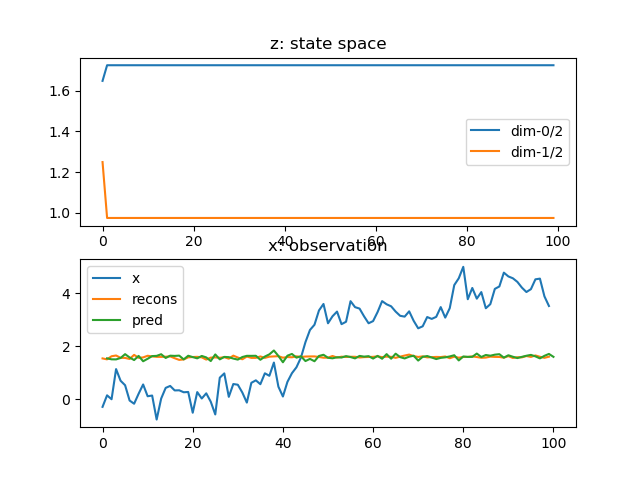 z: state space
1.6
1.4
1.2
1.0
dim-0/2
dim-1/2
0 20 40 60 80 100
x: observation
4
2
0
x
recons
pred
0 20 40 60 80 100